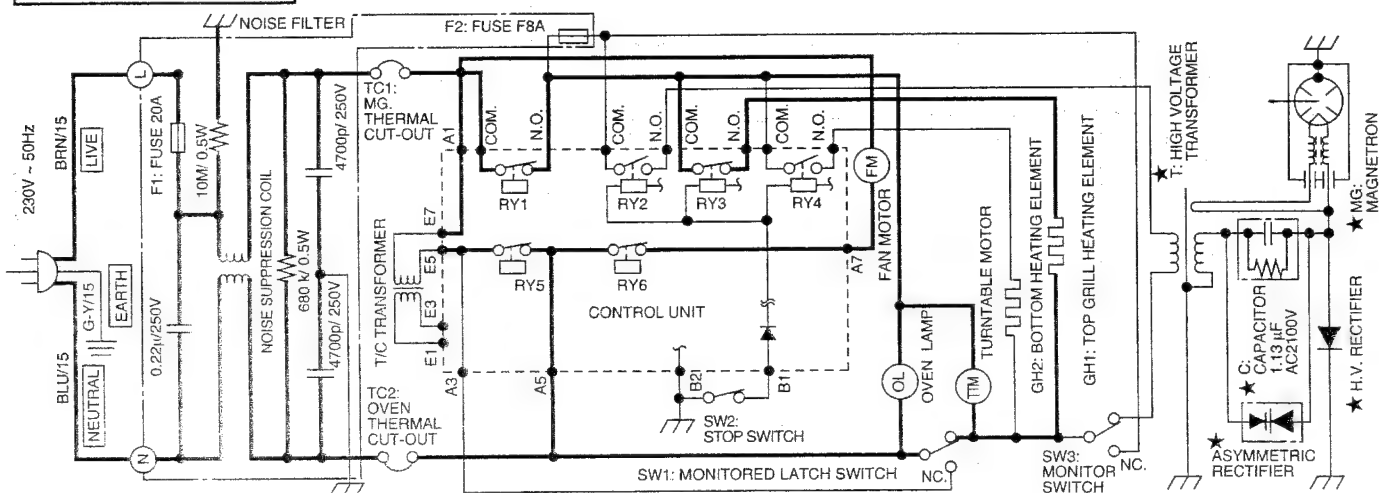 NOISE FILTER
F2: FUSE F8A
230V ~ 50Hz
BRN/15
LIVE
L
F1: FUSE 20A
10M/ 0.5W
NOISE SUPPRESSION COIL
680 k/ 0.5W
4700p/ 250V
4700p/ 250V
0.22μ/250V
G-Y/15
EARTH
BLU/15
NEUTRAL
N
TC1:
MG.
THERMAL
CUT-OUT
TC2:
OVEN
THERMAL
CUT-OUT
T/C TRANSFORMER
A1
E7
E5
E3
E1
A3
A5
A7
B2
B1
COM.
N.O.
COM.
N.O.
COM.
N.O.
COM.
N.O.
RY1
RY2
RY3
RY4
RY5
RY6
CONTROL UNIT
SW2:
STOP SWITCH
FM
FAN MOTOR
OL
OVEN LAMP
TTM
TURNTABLE MOTOR
GH2: BOTTOM HEATING ELEMENT
GH1: TOP GRILL HEATING ELEMENT
SW1: MONITORED LATCH SWITCH
NC.
SW3:
MONITOR
SWITCH
NC.
★ T: HIGH VOLTAGE
TRANSFORMER
★ MG:
MAGNETRON
★ C:
CAPACITOR
1.13 μF
AC2100V
★ H.V. RECTIFIER
★ ASYMMETRIC
RECTIFIER